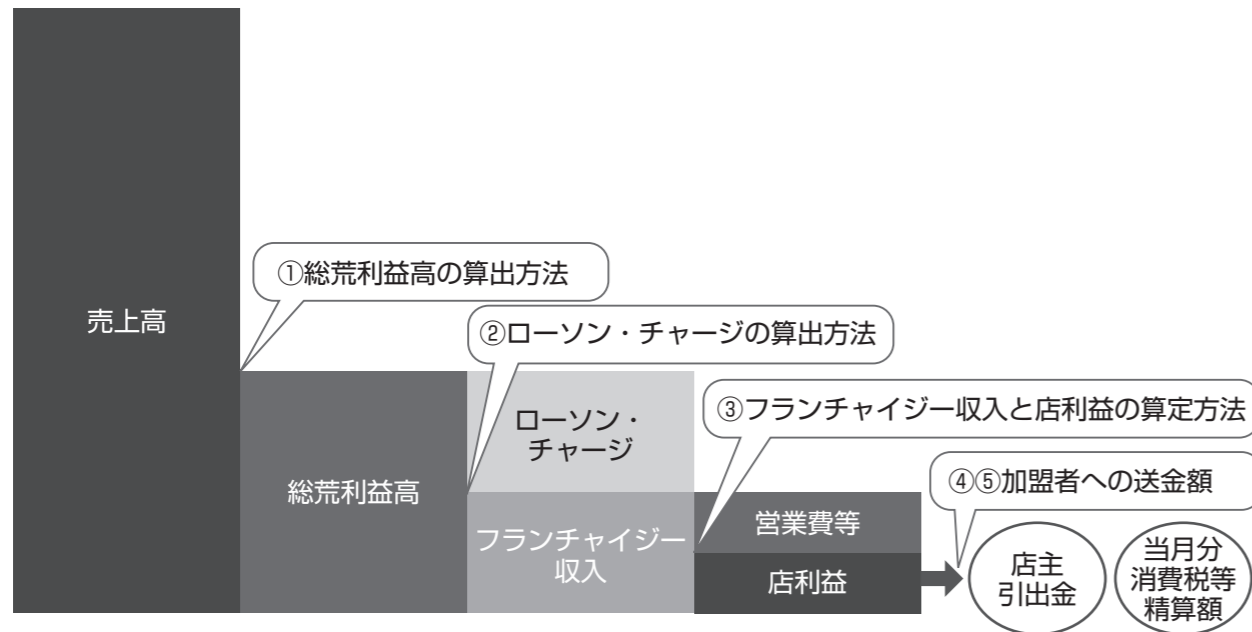 売上高
①総荒利益高の算出方法
総荒利益高
②ローソン・チャージの算出方法
ローソン・
チャージ
フランチャイジー
収入
③フランチャイジー収入と店利益の算定方法
営業費等
店利益
④⑤加盟者への送金額
店主
引出金
当月分
消費税等
精算額